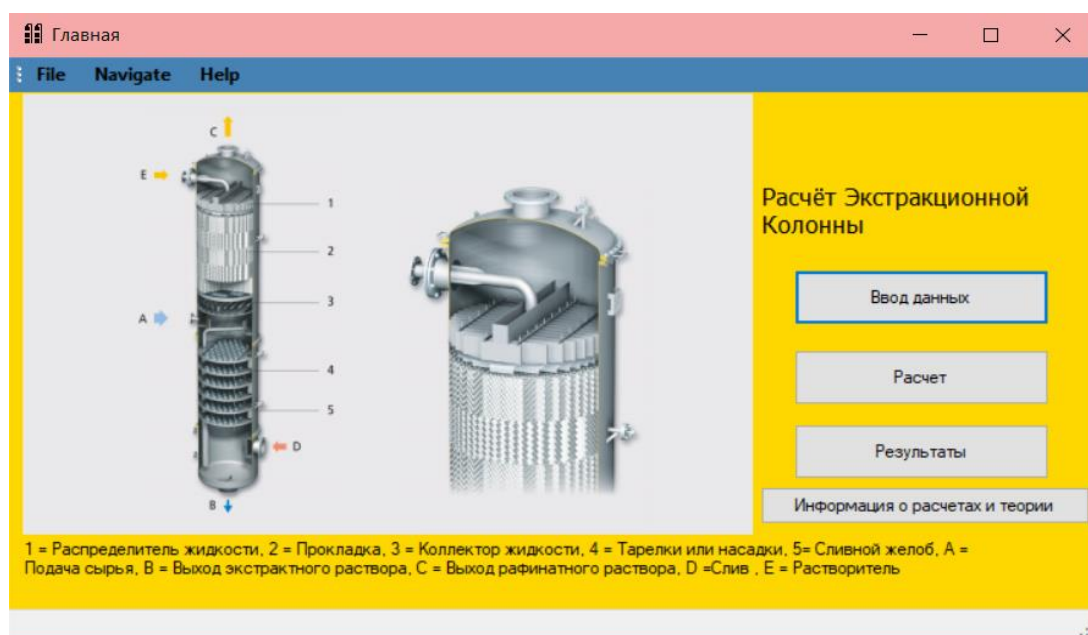 Главная
File Navigate Help
C
E
1
2
3
A
4
5
D
B
Расчёт Экстракционной
Колонны
Ввод данных
Расчет
Результаты
Информация о расчетах и теории
1 = Распределитель жидкости, 2 = Прокладка, 3 = Коллектор жидкости, 4 = Тарелки или насадки, 5= Сливной желоб, A =
Подача сырья, B = Выход экстрактного раствора, C = Выход рафинатного раствора, D =Слив , E = Растворитель